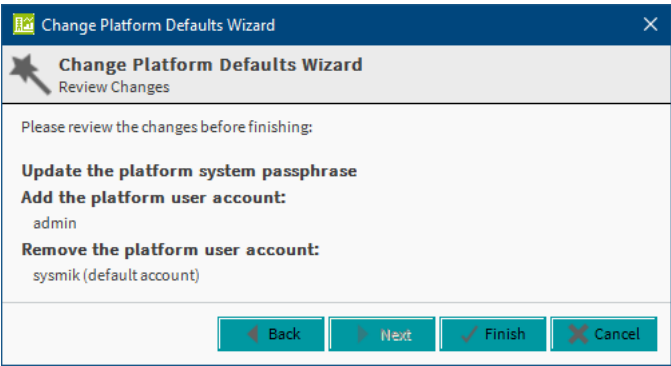 Change Platform Defaults Wizard
Change Platform Defaults Wizard
Review Changes
Please review the changes before finishing:
Update the platform system passphrase
Add the platform user account:
admin
Remove the platform user account:
sysmik (default account)
Back Next Finish Cancel